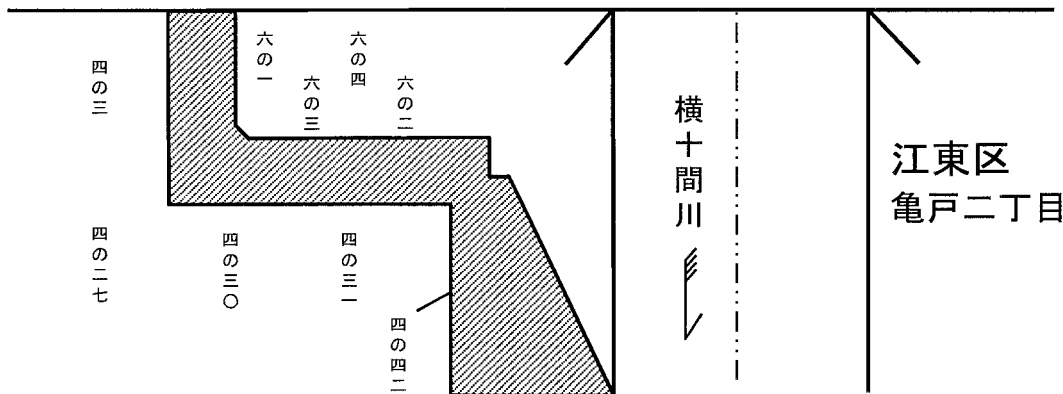 江東区
亀戸二丁目
横十間川
六の二
六の四
六の三
六の一
四の三
四の四二
四の三一
四の三〇
四の二七